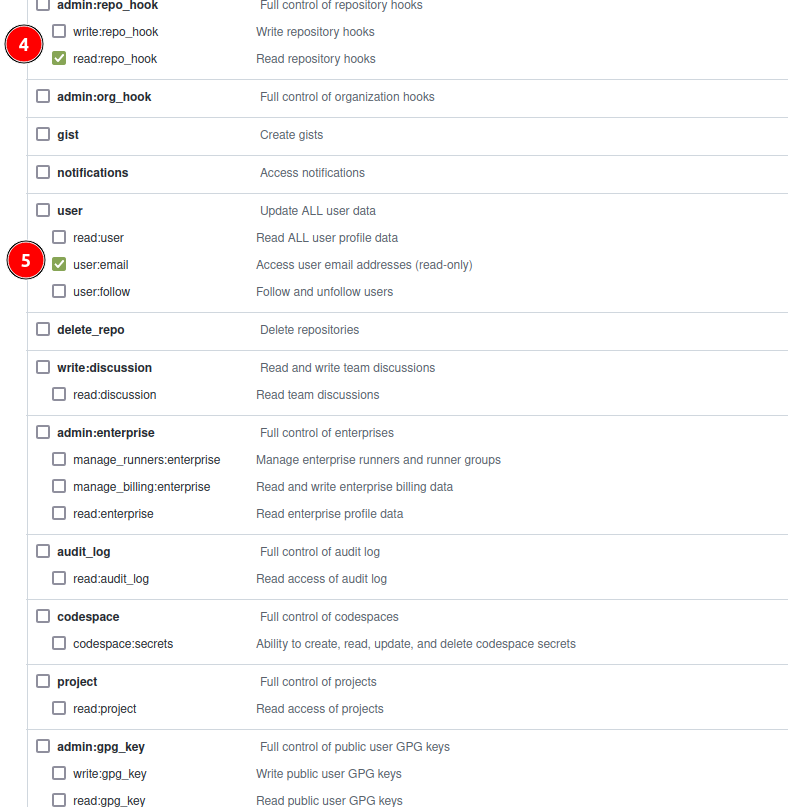 admin:repo_hook Full control of repository hooks
write:repo_hook Write repository hooks
4
read:repo_hook Read repository hooks
admin:org_hook Full control of organization hooks
gist Create gists
notifications Access notifications
user Update ALL user data
read:user Read ALL user profile data
5
user:email Access user email addresses (read-only)
user:follow Follow and unfollow users
delete_repo Delete repositories
write:discussion Read and write team discussions
read:discussion Read team discussions
admin:enterprise Full control of enterprises
manage_runners:enterprise Manage enterprise runners and runner groups
manage_billing:enterprise Read and write enterprise billing data
read:enterprise Read enterprise profile data
audit_log Full control of audit log
read:audit_log Read access of audit log
codespace Full control of codespaces
codespace:secrets Ability to create, read, update, and delete codespace secrets
project Full control of projects
read:project Read access of projects
admin:gpg_key Full control of public user GPG keys
write:gpg_key Write public user GPG keys
read:gpg_key Read public user GPG keys